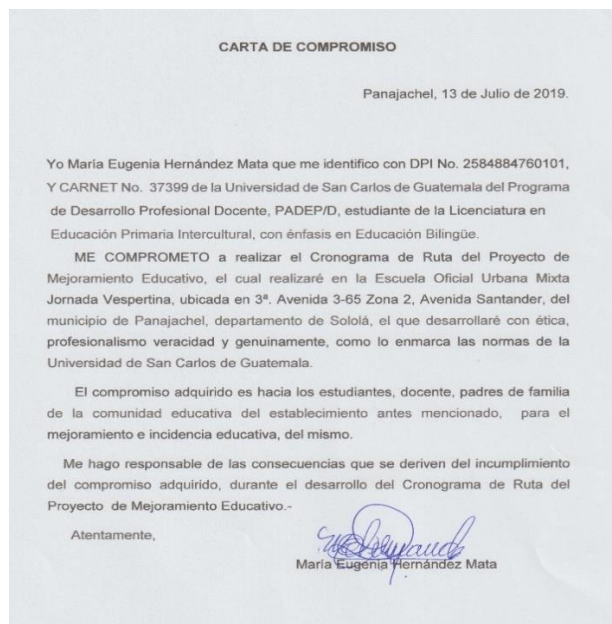 CARTA DE COMPROMISO
Panajachel, 13 de Julio de 2019.
Yo María Eugenia Hernández Mata que me identifico con DPI No. 2584884760101,
Y CARNET No. 37399 de la Universidad de San Carlos de Guatemala del Programa
de Desarrollo Profesional Docente, PADEP/D, estudiante de la Licenciatura en
Educación Primaria Intercultural, con énfasis en Educación Bilingüe.
ME COMPROMETO a realizar el Cronograma de Ruta del Proyecto de
Mejoramiento Educativo, el cual realizaré en la Escuela Oficial Urbana Mixta
Jornada Vespertina, ubicada en 3ª. Avenida 3-65 Zona 2, Avenida Santander, del
municipio de Panajachel, departamento de Sololá, el que desarrollaré con ética,
profesionalismo veracidad y genuinamente, como lo enmarca las normas de la
Universidad de San Carlos de Guatemala.
El compromiso adquirido es hacia los estudiantes, docente, padres de familia
de la comunidad educativa del establecimiento antes mencionado, para el
mejoramiento e incidencia educativa, del mismo.
Me hago responsable de las consecuencias que se deriven del incumplimiento
del compromiso adquirido, durante el desarrollo del Cronograma de Ruta del
Proyecto de Mejoramiento Educativo.-
Atentamente,
María Eugenia Hernández Mata